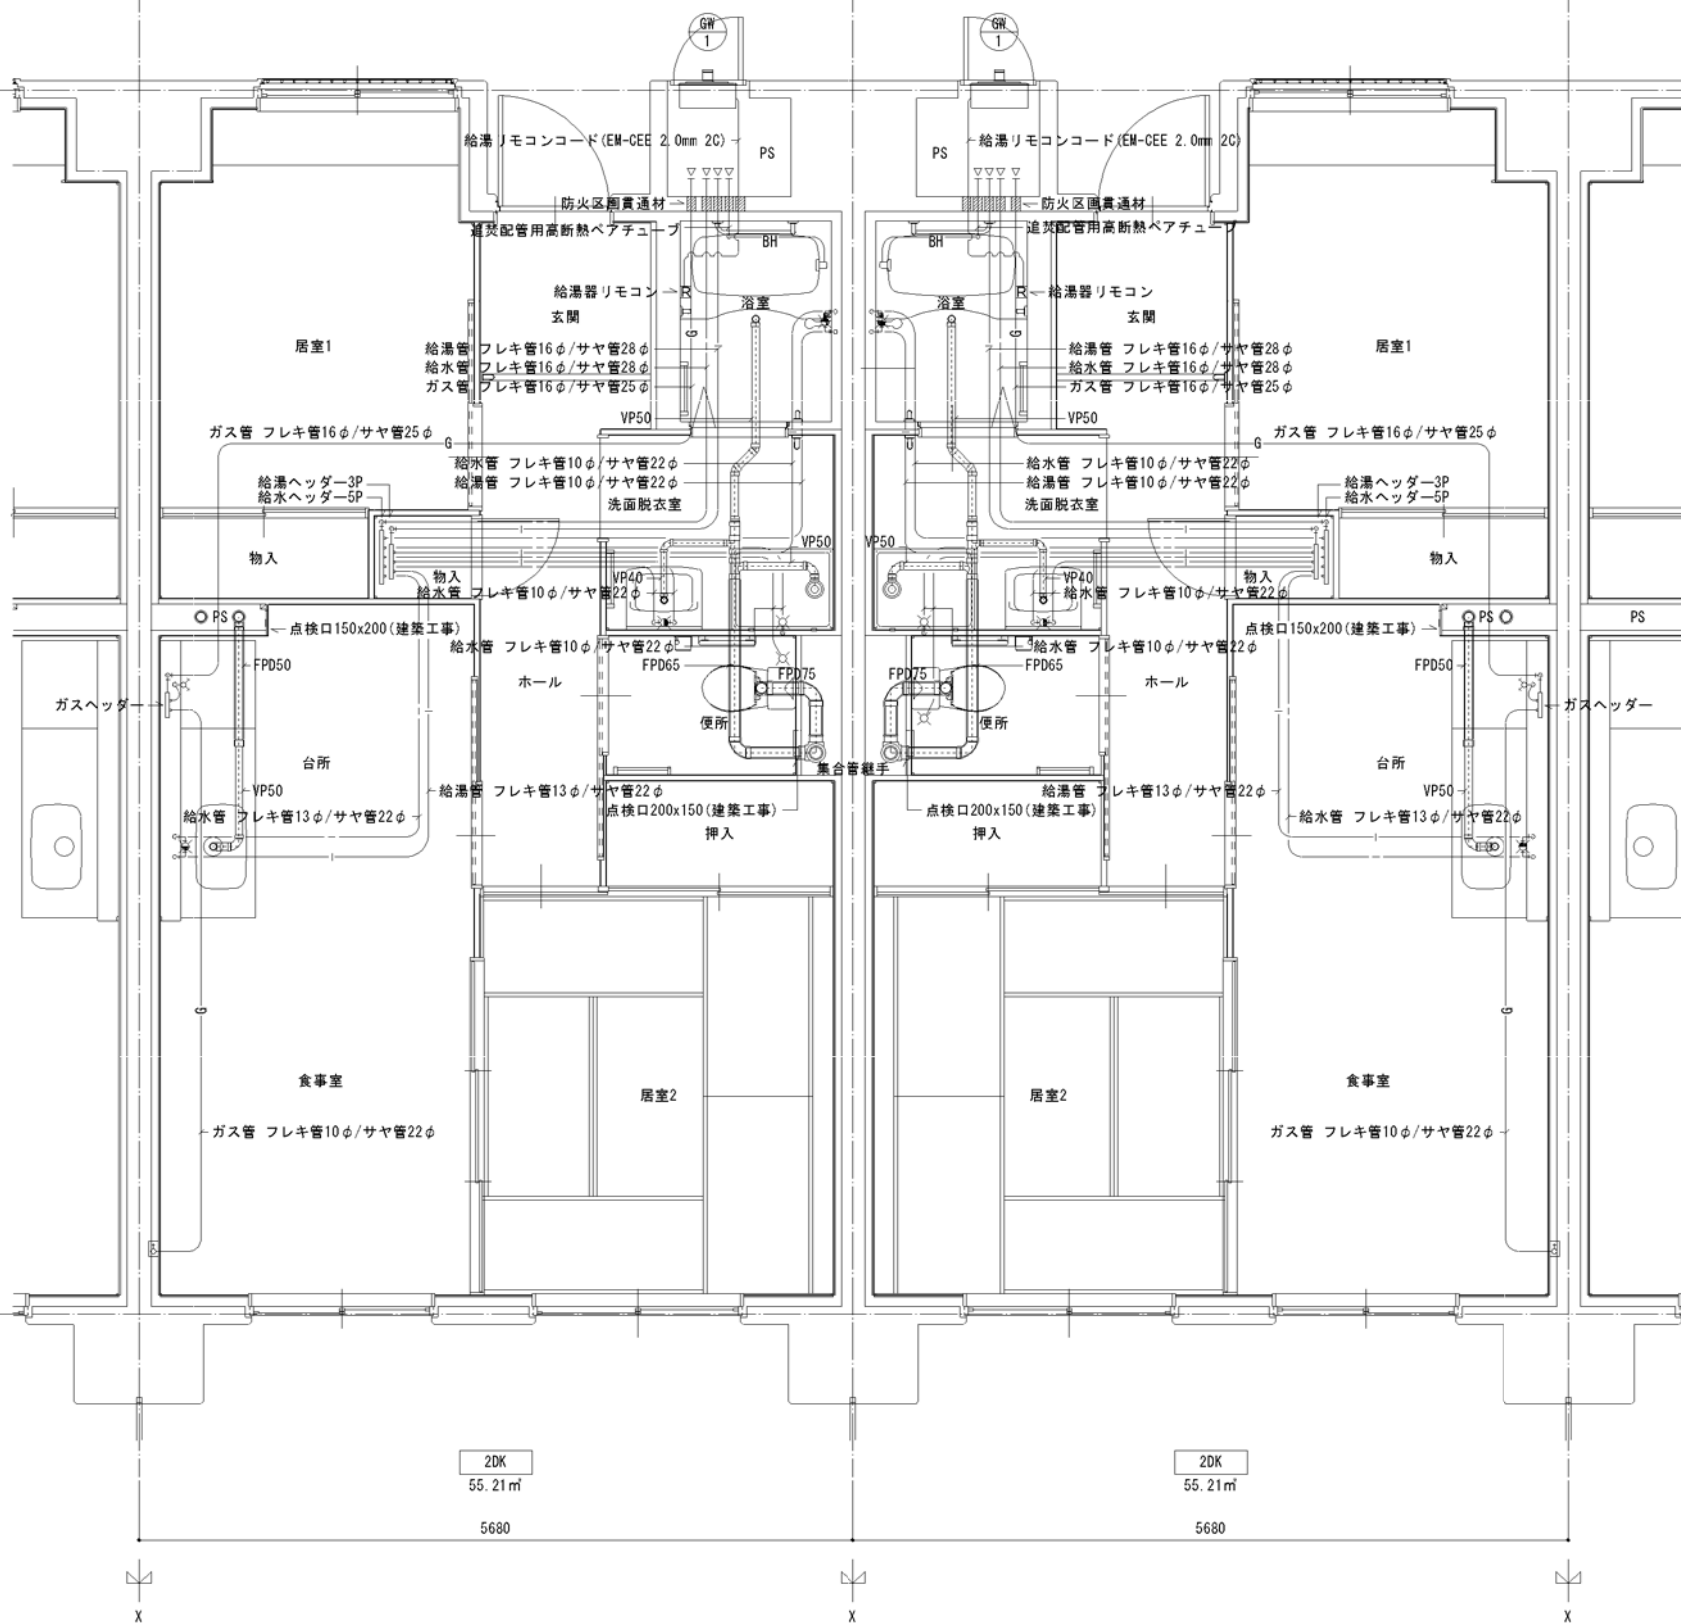 GW GW
1 1
給湯リモコンコード(EM-CEE 2.0mm 2C) PS PS 給湯リモコンコード(EM-CEE 2.0mm 2C)
防火区画貫通材 防火区画貫通材
追焚配管用高断熱ペアチューブ 追焚配管用高断熱ペアチューブ
BH BH
給湯器リモコン R R 給湯器リモコン
浴室 浴室
玄関 玄関
G G
居室1 居室1
給湯管 フレキ管16φ/サヤ管28φ 給湯管 フレキ管16φ/サヤ管28φ
給水管 フレキ管16φ/サヤ管28φ 給水管 フレキ管16φ/サヤ管28φ
ガス管 フレキ管16φ/サヤ管25φ ガス管 フレキ管16φ/サヤ管25φ
VP50 VP50
ガス管 フレキ管16φ/サヤ管25φ ガス管 フレキ管16φ/サヤ管25φ
G G
給水管 フレキ管10φ/サヤ管22φ 給水管 フレキ管10φ/サヤ管22φ
給湯管 フレキ管10φ/サヤ管22φ 給湯管 フレキ管10φ/サヤ管22φ
給湯ヘッダー3P 給湯ヘッダー3P
給水ヘッダー5P 給水ヘッダー5P
洗面脱衣室 洗面脱衣室
VP50 VP50
物入 物入
物入 VP40 VP40 物入
給水管 フレキ管10φ/サヤ管22φ 給水管 フレキ管10φ/サヤ管22φ
PS PS PS
点検口150x200(建築工事) 点検口150x200(建築工事)
給水管 フレキ管10φ/サヤ管22φ 給水管 フレキ管10φ/サヤ管22φ
FPD50 FPD65 FPD75 FPD75 FPD65 FPD50
ホール ホール
ガスヘッダー ガスヘッダー
便所 便所
台所 台所
集合管継手
VP50 給湯管 フレキ管13φ/サヤ管22φ 給湯管 フレキ管13φ/サヤ管22φ VP50
点検口200x150(建築工事) 点検口200x150(建築工事)
給水管 フレキ管13φ/サヤ管22φ 給水管 フレキ管13φ/サヤ管22φ
押入 押入
G G
食事室 食事室
居室2 居室2
ガス管 フレキ管10φ/サヤ管22φ ガス管 フレキ管10φ/サヤ管22φ
2DK 2DK
55.21㎡ 55.21㎡
5680 5680
X X X